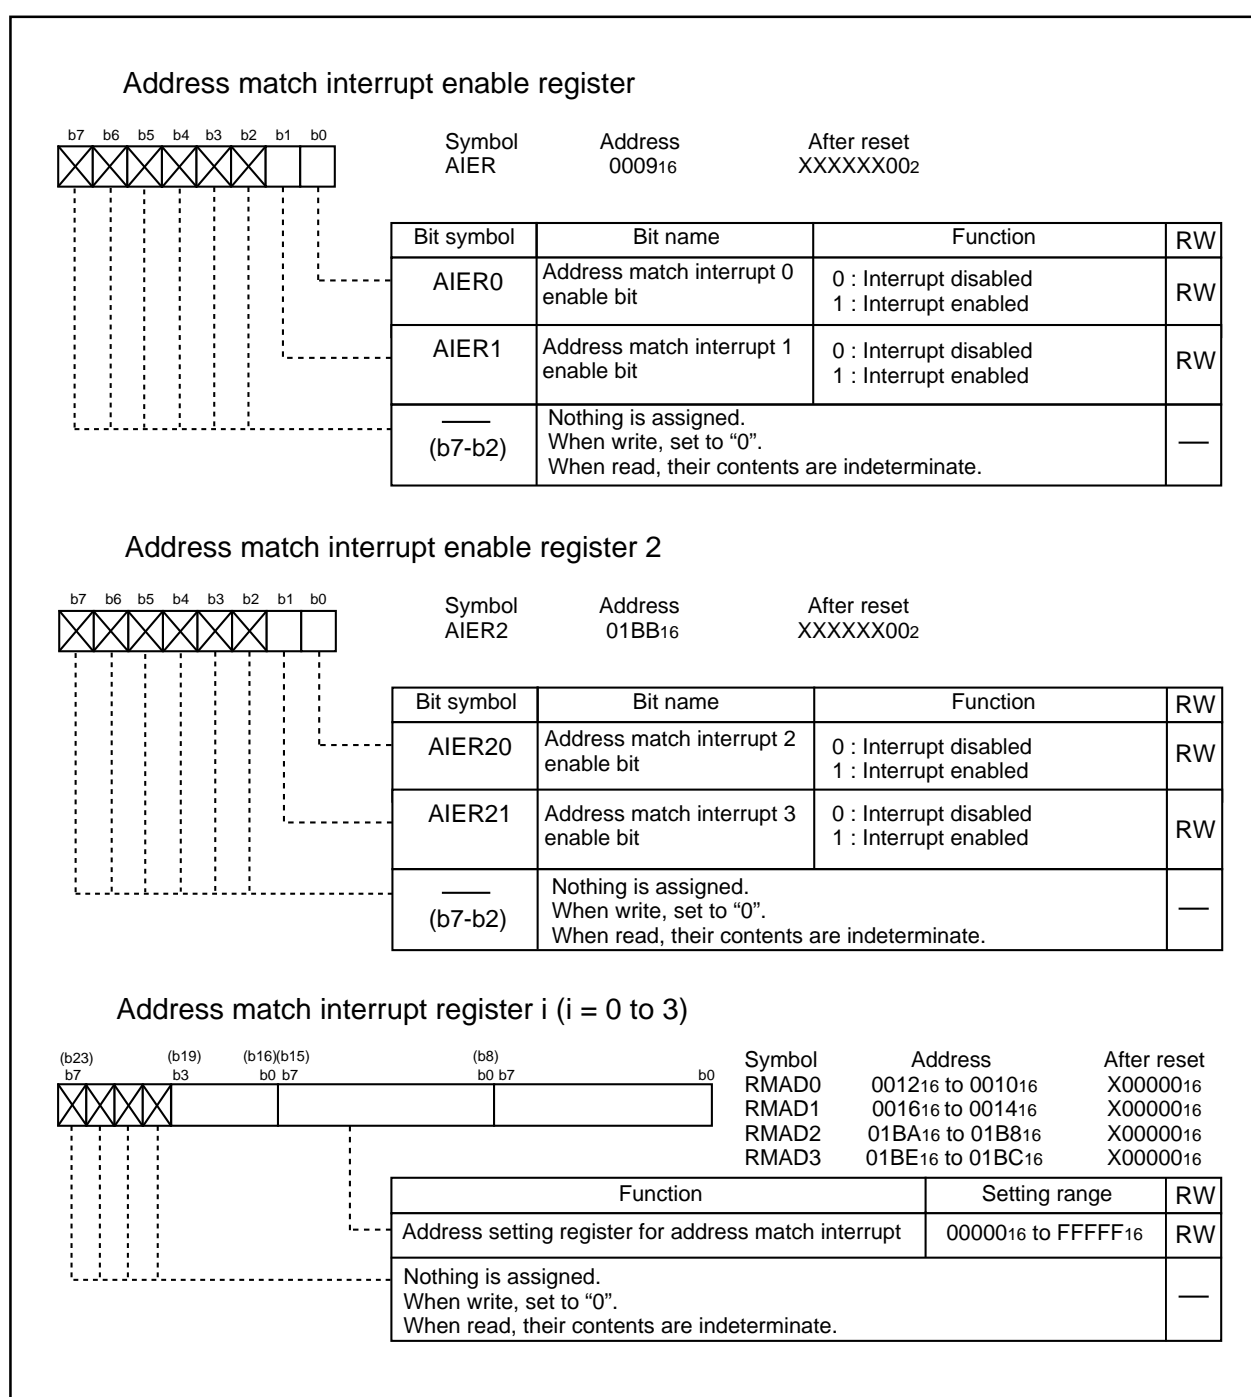 Address match interrupt enable register
b7 b6 b5 b4 b3 b2 b1 b0
Symbol Address After reset
AIER 000916 XXXXXX002
Bit symbol Bit name Function RW
AIER0 Address match interrupt 0 enable bit 0 : Interrupt disabled 1 : Interrupt enabled RW
AIER1 Address match interrupt 1 enable bit 0 : Interrupt disabled 1 : Interrupt enabled RW
(b7-b2) Nothing is assigned.
When write, set to “0”.
When read, their contents are indeterminate. —
Address match interrupt enable register 2
b7 b6 b5 b4 b3 b2 b1 b0
Symbol Address After reset
AIER2 01BB16 XXXXXX002
Bit symbol Bit name Function RW
AIER20 Address match interrupt 2 enable bit 0 : Interrupt disabled 1 : Interrupt enabled RW
AIER21 Address match interrupt 3 enable bit 0 : Interrupt disabled 1 : Interrupt enabled RW
(b7-b2) Nothing is assigned.
When write, set to “0”.
When read, their contents are indeterminate. —
Address match interrupt register i (i = 0 to 3)
(b23) (b19) (b16)(b15) (b8)
b7 b3 b0 b7 b0 b7 b0
Symbol Address After reset
RMAD0 001216 to 001016 X0000016
RMAD1 001616 to 001416 X0000016
RMAD2 01BA16 to 01B816 X0000016
RMAD3 01BE16 to 01BC16 X0000016
Function Setting range RW
Address setting register for address match interrupt 0000016 to FFFFF16 RW
Nothing is assigned.
When write, set to “0”.
When read, their contents are indeterminate. —